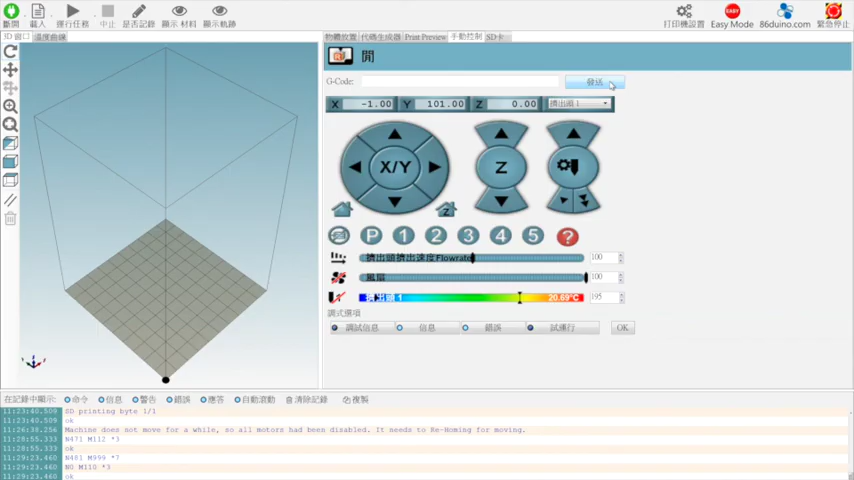 斷開 載入 運行任務 中止 是否記錄 顯示 材料 顯示軌跡 打印機設置 Easy Mode 86duino.com 緊急停止
3D 窗口 溫度曲線 物體放置 代碼生成器 Print Preview 手動控制 SD卡
閒
G-Code: 發送
X -1.00 Y 101.00 Z 0.00 擠出頭 1
X/Y Z
Z
P 1 2 3 4 5 ?
擠出頭擠出速度Flowrate 100
風扇 100
擠出頭 1 20.69°C 195
調式選項
調試信息 信息 錯誤 試運行 OK
在記錄中顯示: 命令 信息 警告 錯誤 應答 自動滾動 清除記錄 複製
11:23:40.509 SD printing byte 1/1
11:23:40.509 ok
11:26:38.256 Machine does not move for a while, so all motors had been disabled. It needs to Re-Homing for moving.
11:28:55.333 N471 M112 *3
11:28:55.333 ok
11:29:23.460 N481 M999 *7
11:29:23.460 N0 M110 *3
11:29:23.460 ok